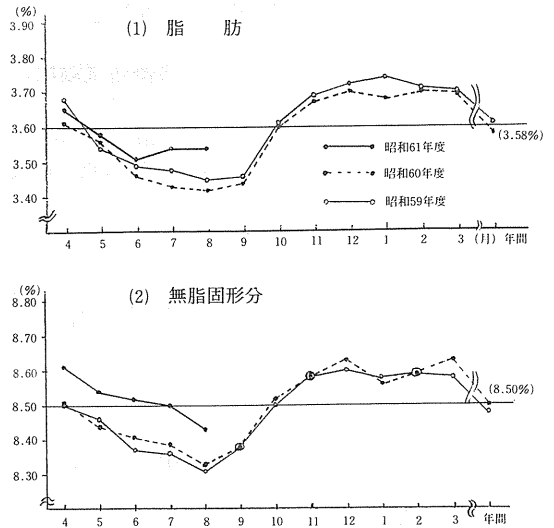 (%)
(1) 脂 肪
3.90
3.80
3.70
3.60
3.50
3.40
(3.58%)
昭和61年度
昭和60年度
昭和59年度
4 5 6 7 8 9 10 11 12 1 2 3 (月) 年間
(%)
(2) 無脂固形分
8.80
8.70
8.60
8.50
8.40
8.30
(8.50%)
4 5 6 7 8 9 10 11 12 1 2 3 年間